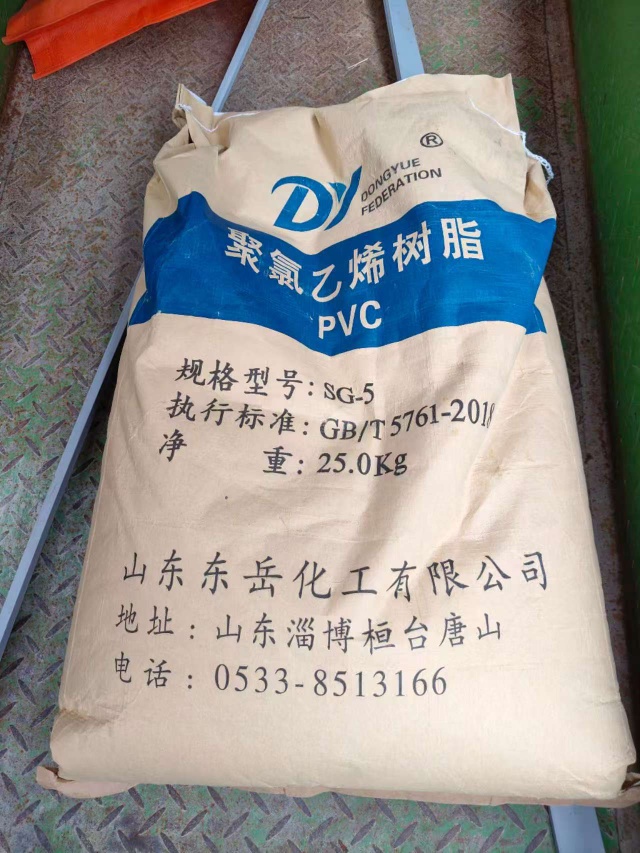 DY
DONGYUE ®
FEDERATION
聚氯乙烯树脂
PVC
规格型号: SG-5
执行标准: GB/T 5761-2018
净 重: 25.0Kg
山东东岳化工有限公司
地址: 山东淄博桓台唐山
电话: 0533-8513166